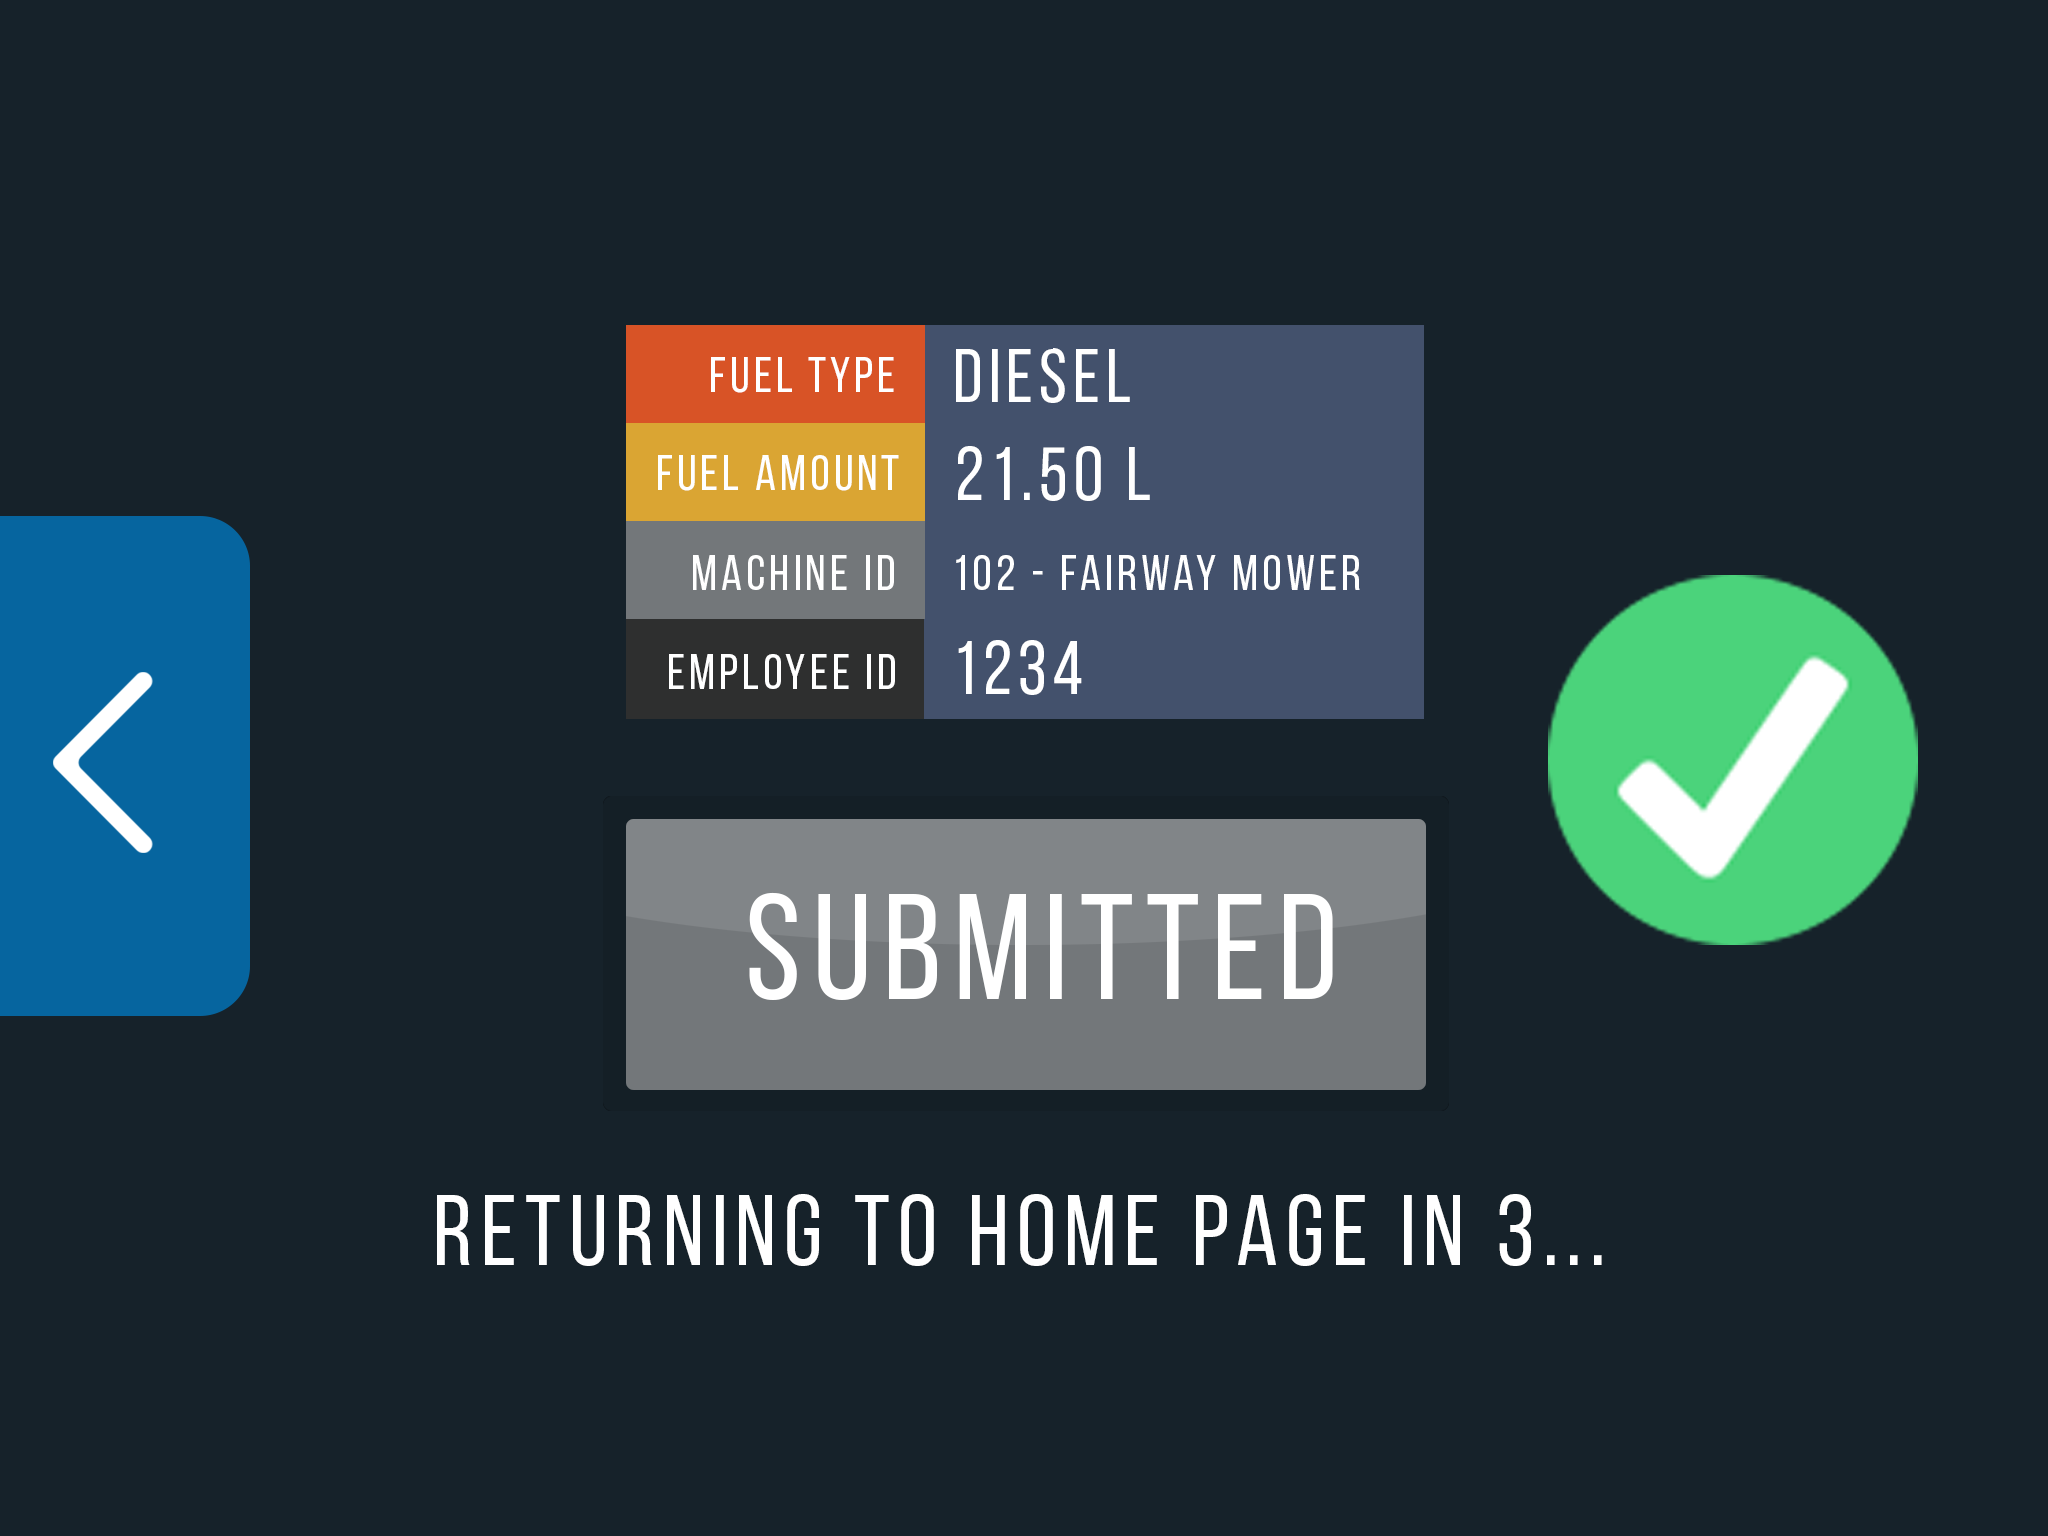 FUEL TYPE DIESEL
FUEL AMOUNT 21.50 L
MACHINE ID 102 - FAIRWAY MOWER
EMPLOYEE ID 1234
SUBMITTED
RETURNING TO HOME PAGE IN 3...